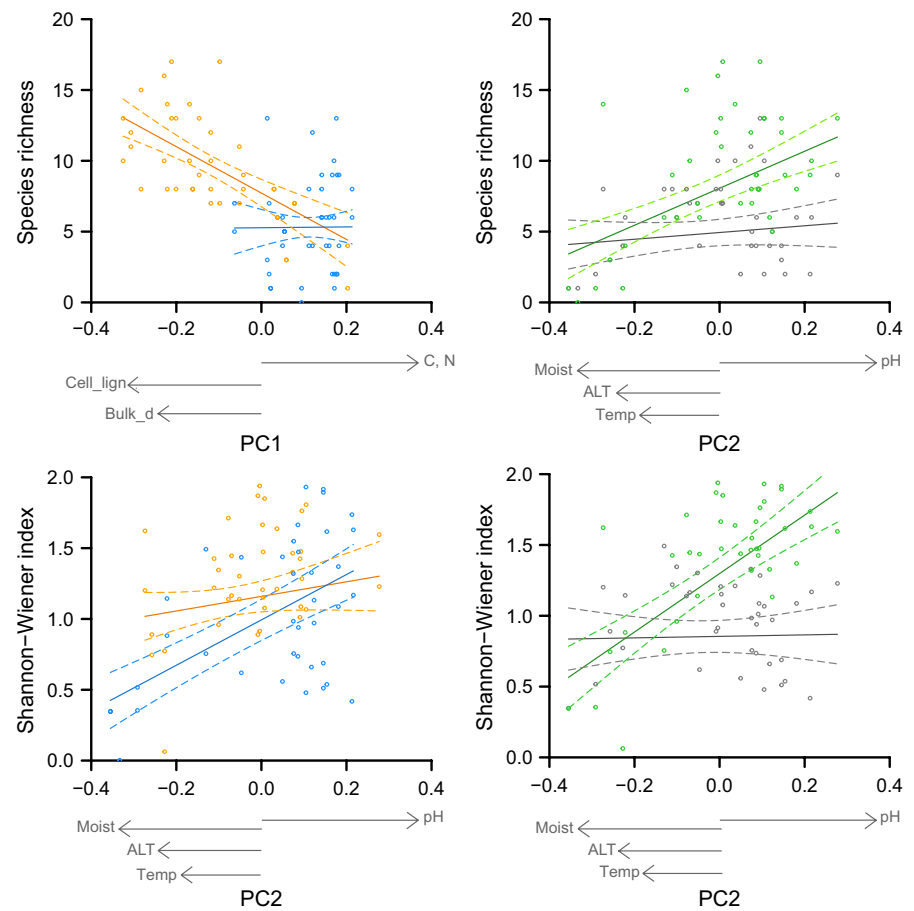 20
15
10
5
0
Species richness
−0.4 −0.2 0.0 0.2 0.4
C, N
Cell_lign
Bulk_d
PC1
20
15
10
5
0
Species richness
−0.4 −0.2 0.0 0.2 0.4
pH
Moist
ALT
Temp
PC2
2.0
1.5
1.0
0.5
0.0
Shannon−Wiener index
−0.4 −0.2 0.0 0.2 0.4
pH
Moist
ALT
Temp
PC2
2.0
1.5
1.0
0.5
0.0
Shannon−Wiener index
−0.4 −0.2 0.0 0.2 0.4
pH
Moist
ALT
Temp
PC2